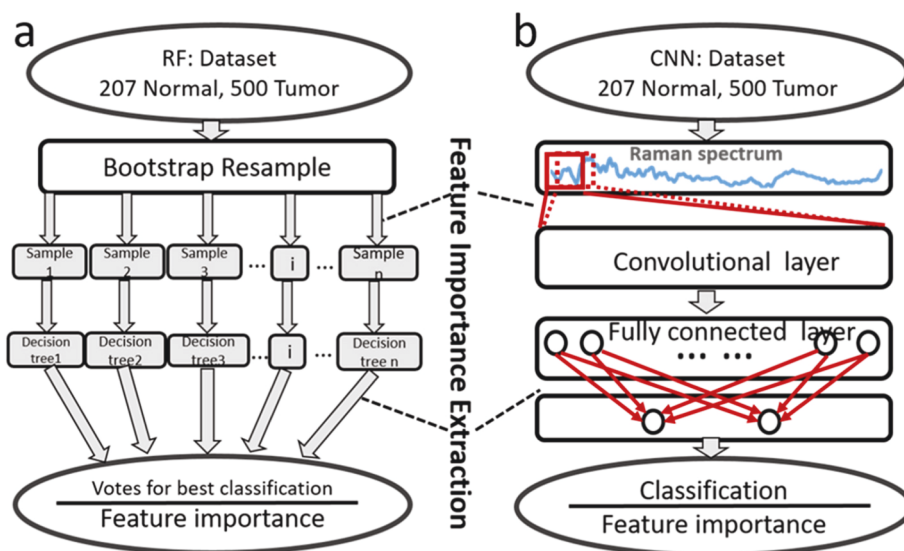 a
RF: Dataset
207 Normal, 500 Tumor
Bootstrap Resample
Sample
1
Sample
2
Sample
3
...
i
...
Sample
n
Decision
tree1
Decision
tree2
Decision
tree3
...
i
...
Decision
tree n
Votes for best classification
Feature importance
Feature Importance Extraction
b
CNN: Dataset
207 Normal, 500 Tumor
Raman spectrum
Convolutional layer
Fully connected layer
... ...
Classification
Feature importance